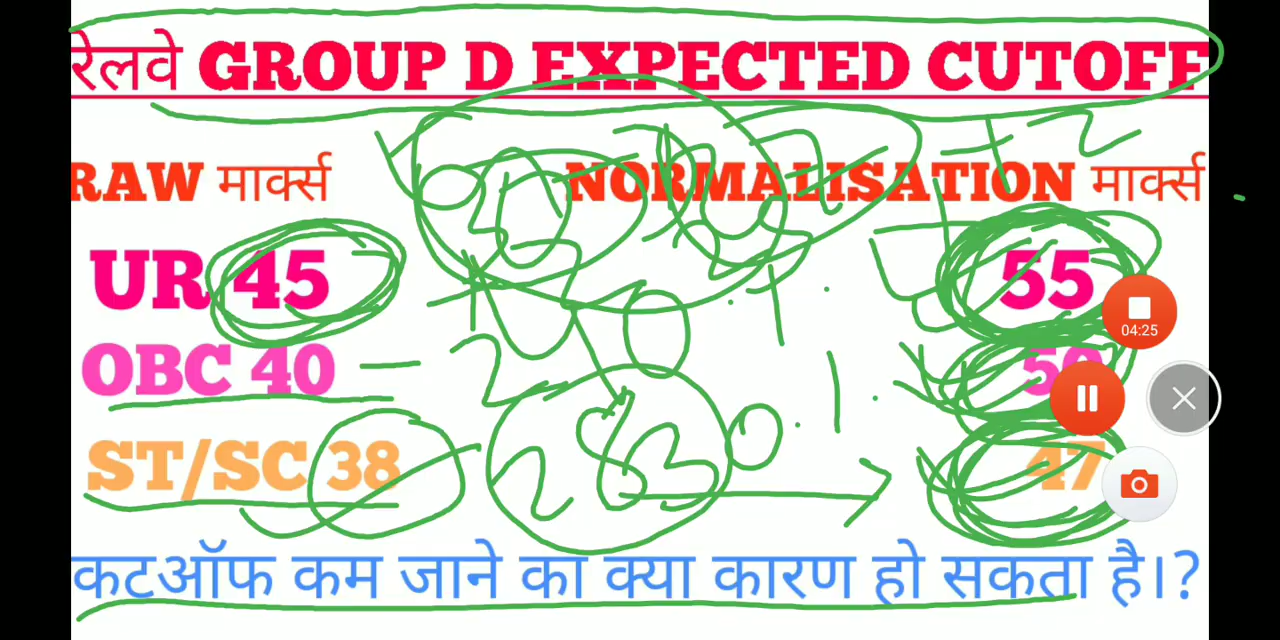 रेलवे GROUP D EXPECTED CUTOFF
RAW मार्क्स NORMALISATION मार्क्स
UR 45 55
OBC 40
ST/SC 38 47
कटऑफ कम जाने का क्या कारण हो सकता है।?
04:25